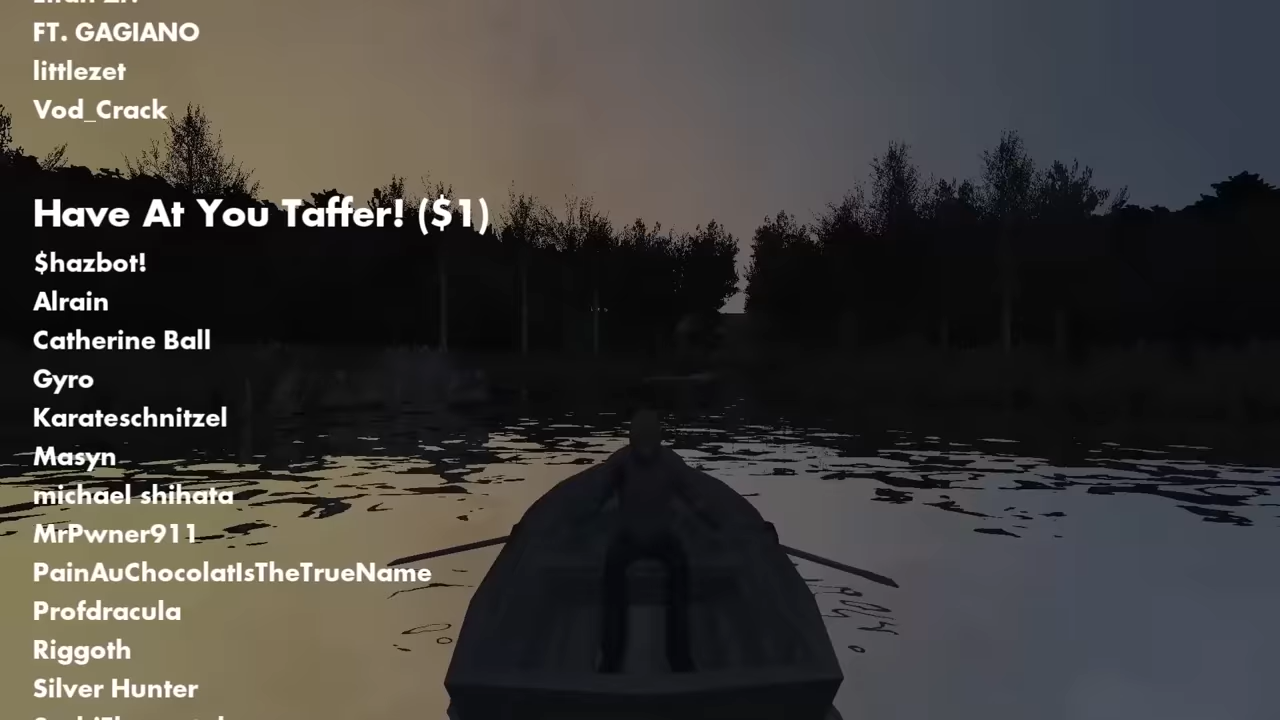 FT. GAGIANO
littlezet
Vod_Crack
Have At You Taffer! ($1)
$hazbot!
Alrain
Catherine Ball
Gyro
Karateschnitzel
Masyn
michael shihata
MrPwner911
PainAuChocolatIsTheTrueName
Profdracula
Riggoth
Silver Hunter